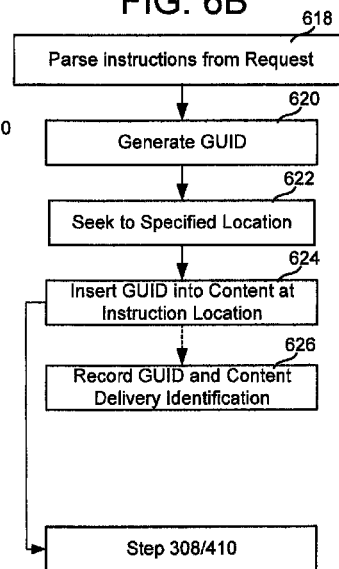 FIG. 6B
618
Parse instructions from Request
0
620
Generate GUID
622
Seek to Specified Location
624
Insert GUID into Content at
Instruction Location
626
Record GUID and Content
Delivery Identification
Step 308/410